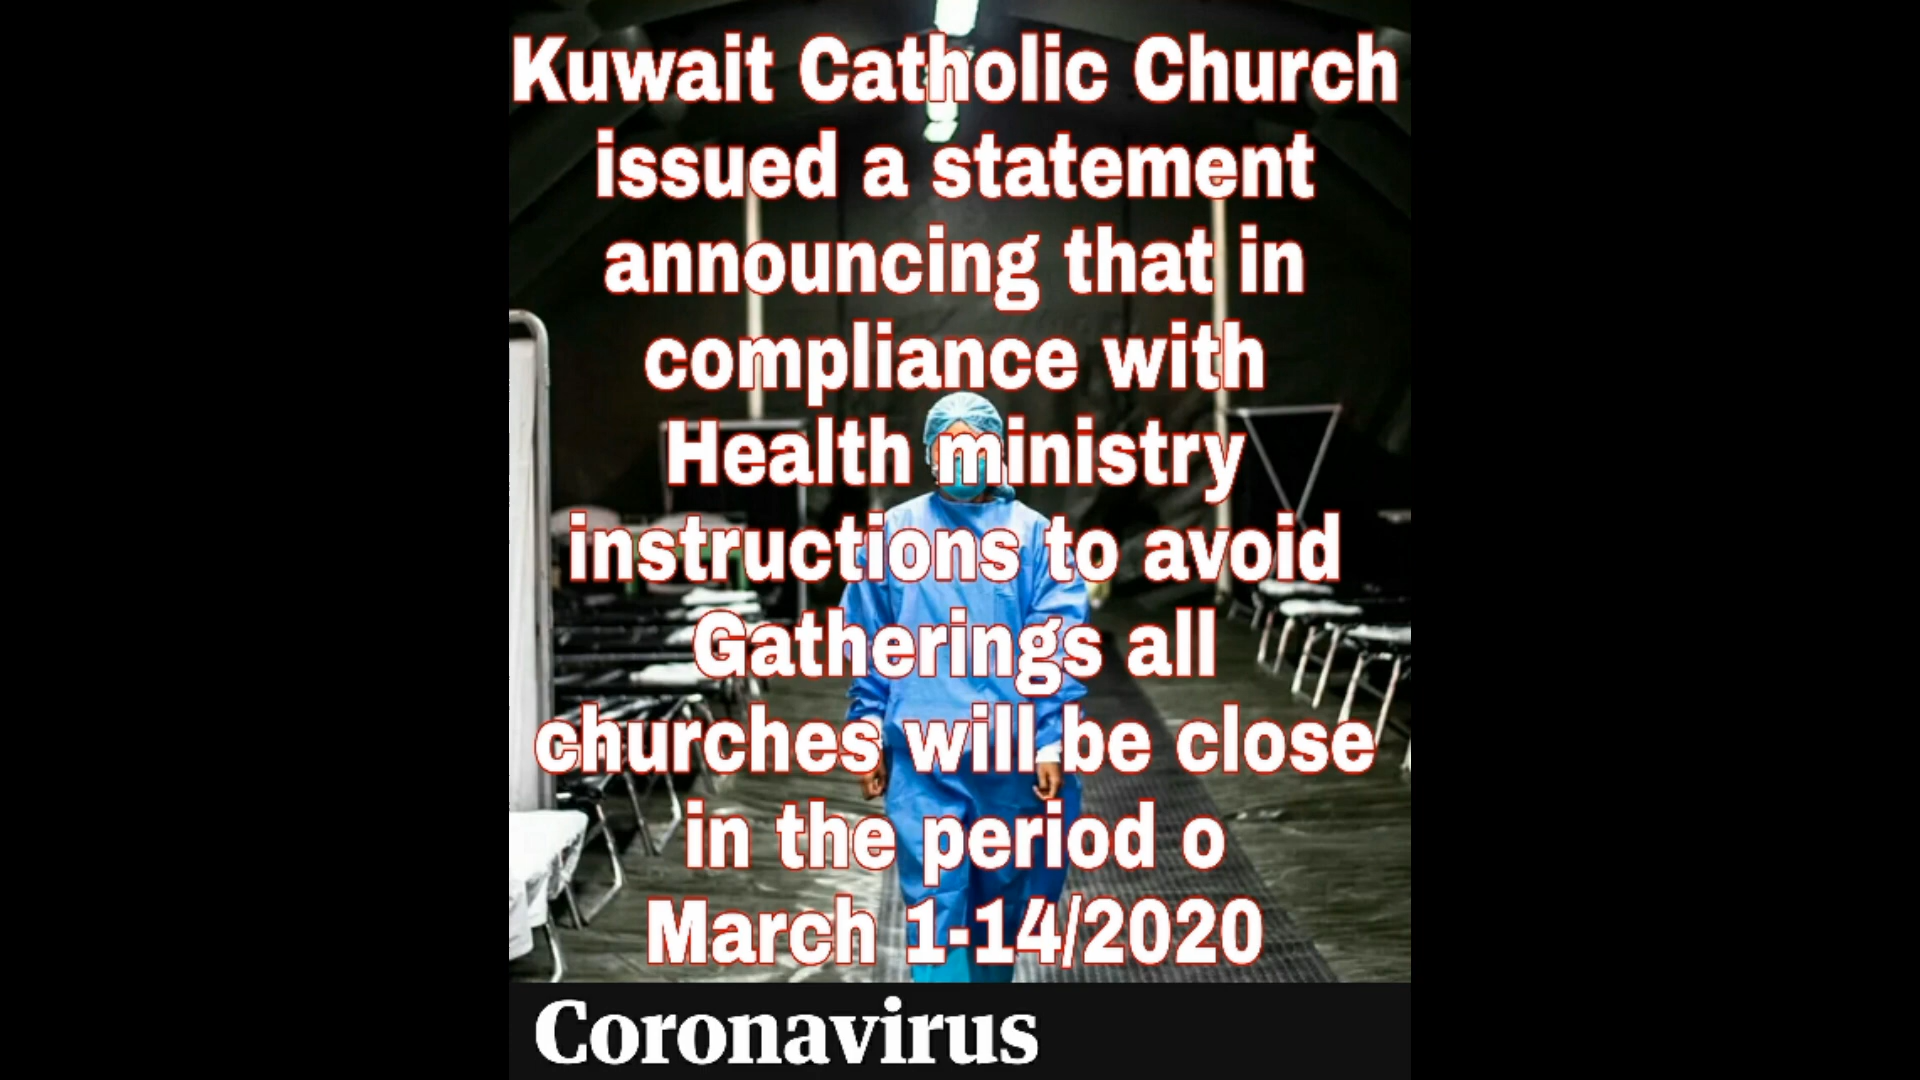 Kuwait Catholic Church
issued a statement
announcing that in
compliance with
Health ministry
instructions to avoid
Gatherings all
churches will be close
in the period o
March 1-14/2020
Coronavirus